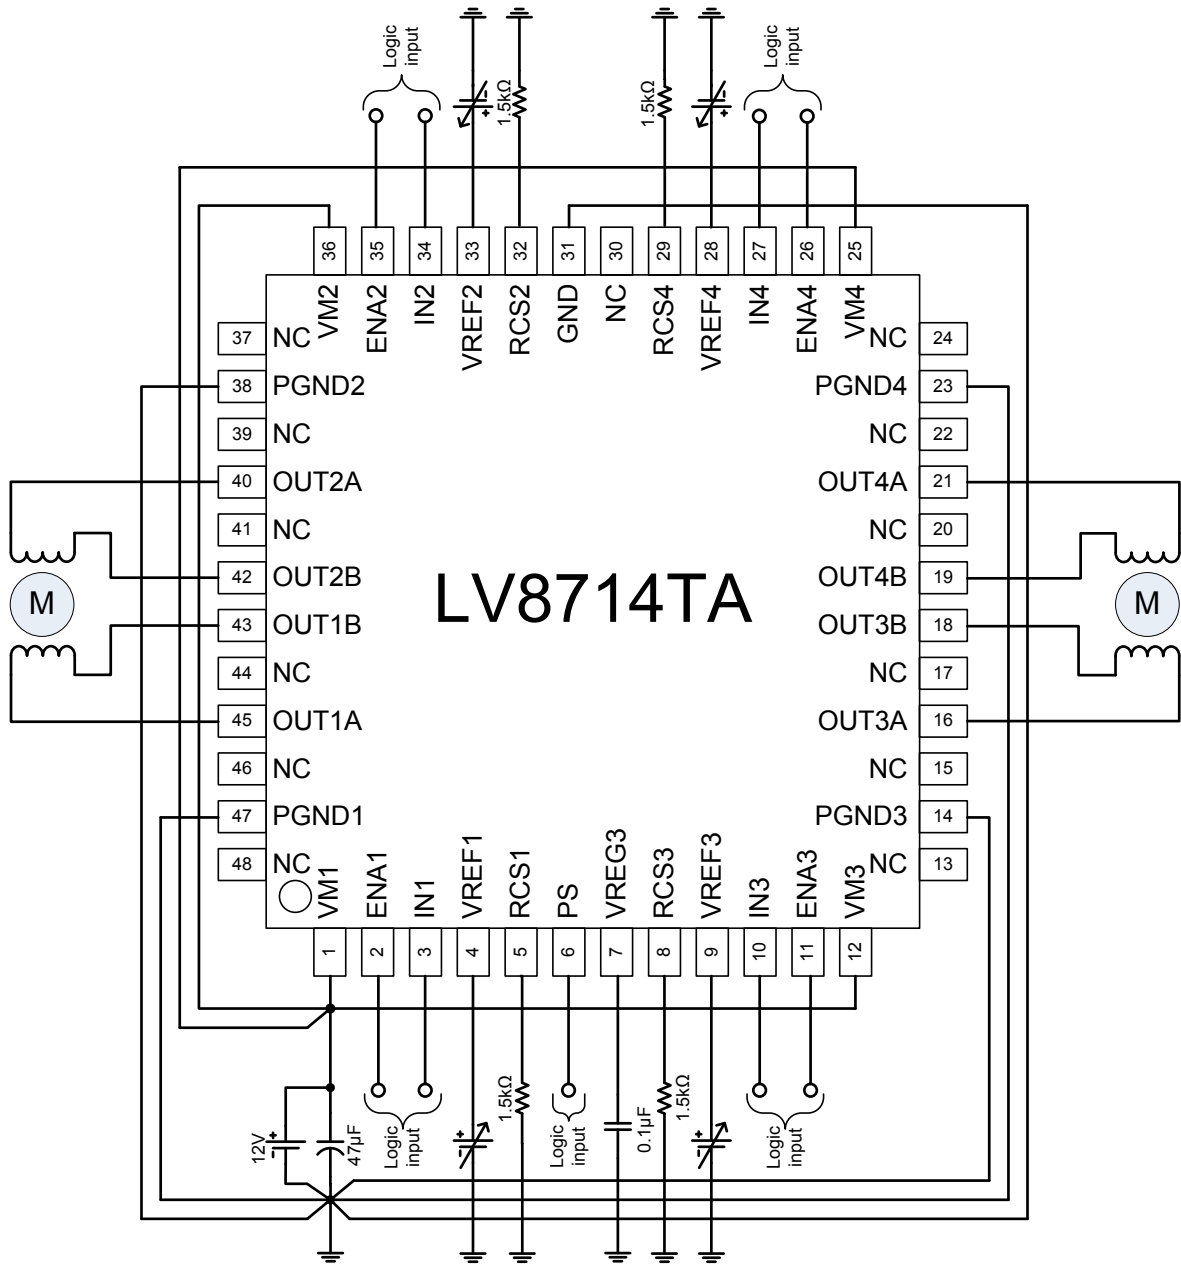 Logic
input
1.5kΩ
1.5kΩ
Logic
input
- +
- +
36 35 34 33 32 31 30 29 28 27 26 25
VM2 ENA2 IN2 VREF2 RCS2 GND NC RCS4 VREF4 IN4 ENA4 VM4
37 NC
NC 24
38 PGND2
PGND4 23
39 NC
NC 22
40 OUT2A
OUT4A 21
41 NC
NC 20
42 OUT2B
OUT4B 19
M
LV8714TA
M
43 OUT1B
OUT3B 18
44 NC
NC 17
45 OUT1A
OUT3A 16
46 NC
NC 15
47 PGND1
PGND3 14
48 NC
NC 13
VM1 ENA1 IN1 VREF1 RCS1 PS VREG3 RCS3 VREF3 IN3 ENA3 VM3
1 2 3 4 5 6 7 8 9 10 11 12
12V
- +
47µF
Logic
input
+ -
1.5kΩ
Logic
input
0.1µF
1.5kΩ
+ -
Logic
input